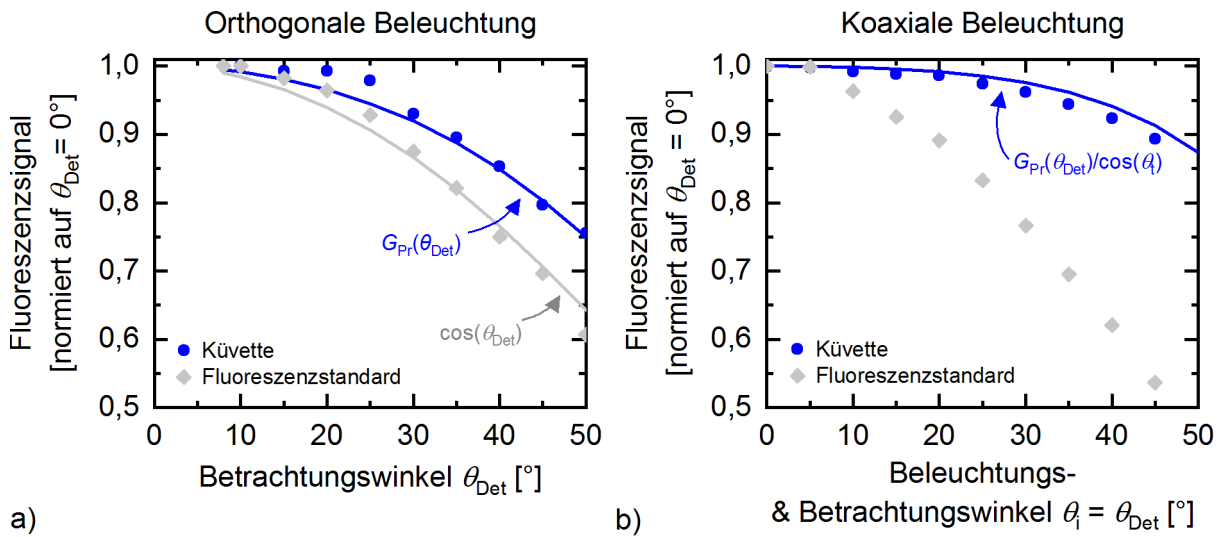 Orthogonale Beleuchtung
Fluoreszenzsignal
[normiert auf θDet= 0°]
1,0
0,9
0,8
0,7
0,6
0,5
GPr(θDet)
cos(θDet)
Küvette
Fluoreszenzstandard
0 10 20 30 40 50
Betrachtungswinkel θDet [°]
a)
Koaxiale Beleuchtung
Fluoreszenzsignal
[normiert auf θDet = 0°]
1,0
0,9
0,8
0,7
0,6
0,5
GPr(θDet)/cos(θt)
Küvette
Fluoreszenzstandard
0 10 20 30 40 50
Beleuchtungs-
& Betrachtungswinkel θi = θDet [°]
b)